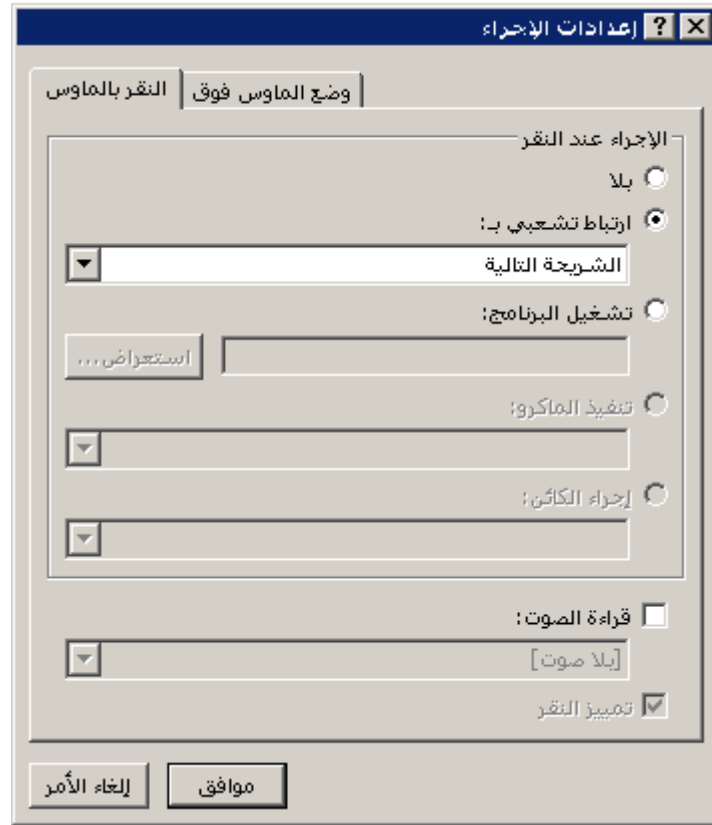 إعدادات الإجراء
النقر بالماوس
وضع الماوس فوق
الإجراء عند النقر
بلا
ارتباط تشعبي بـ:
الشريحة التالية
تشغيل البرنامج:
استعراض...
تنفيذ الماكرو:
إجراء الكائن:
قراءة الصوت:
[بلا صوت]
تمييز النقر
موافق
إلغاء الأمر